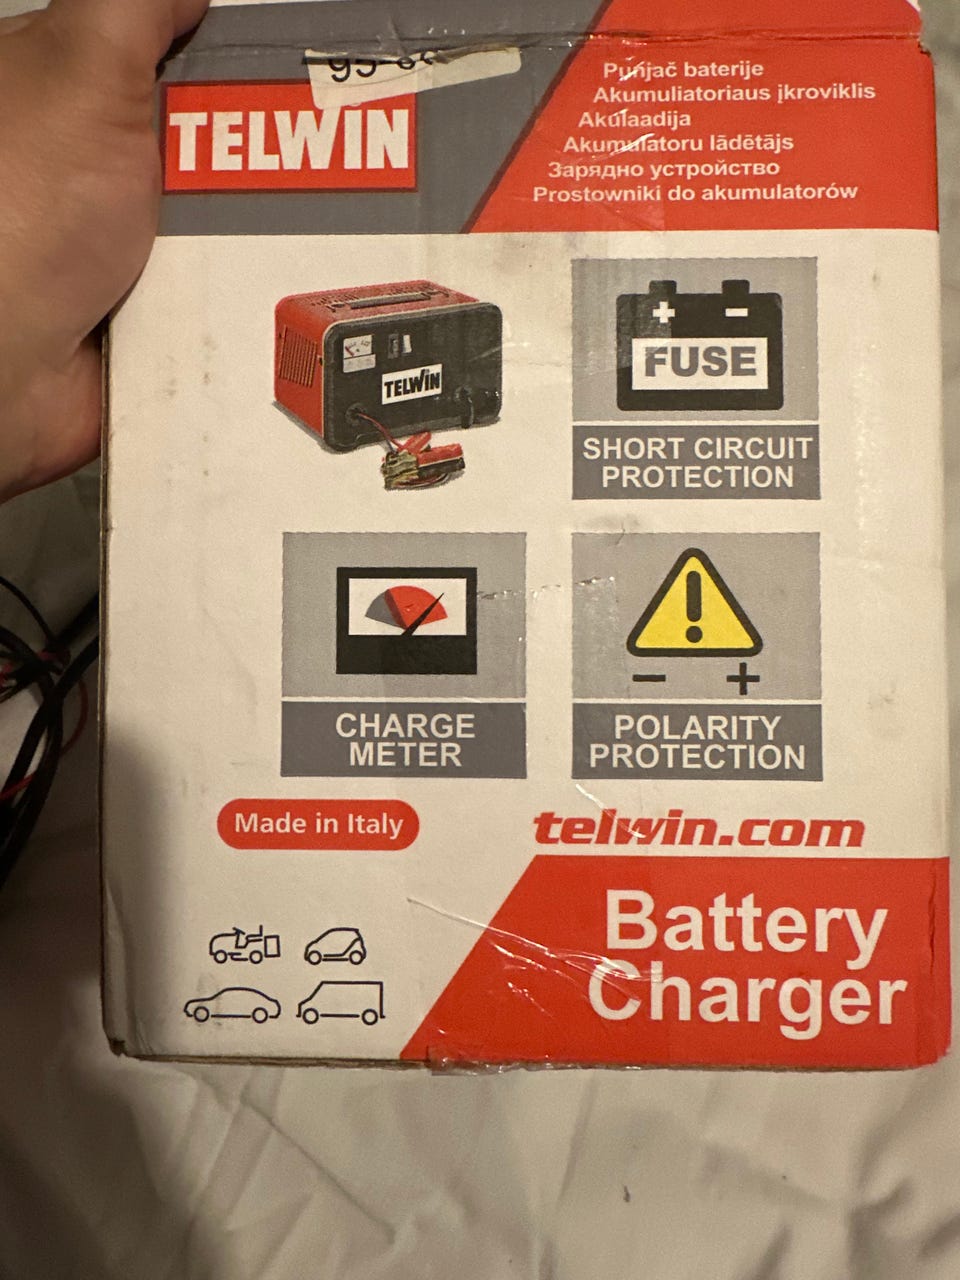 TELWIN
Punjač baterije
Akumuliatoriaus įkroviklis
Akulaadija
Akumulatoru lādētājs
Зарядно устройство
Prostowniki do akumulatorów
TELWIN
+ -
FUSE
SHORT CIRCUIT
PROTECTION
CHARGE
METER
!
- +
POLARITY
PROTECTION
Made in Italy
telwin.com
Battery
Charger